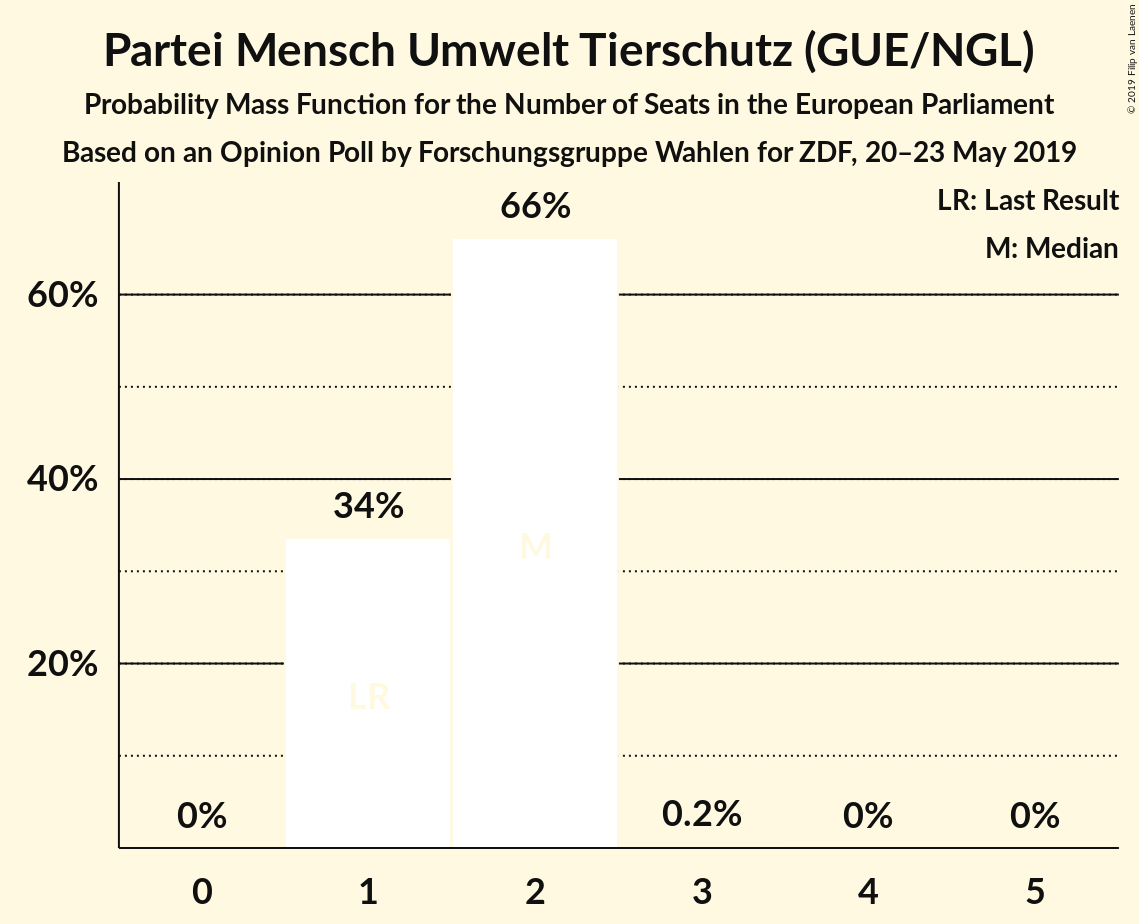 Partei Mensch Umwelt Tierschutz (GUE/NGL)
Probability Mass Function for the Number of Seats in the European Parliament
Based on an Opinion Poll by Forschungsgruppe Wahlen for ZDF, 20–23 May 2019
© 2019 Filip van Laenen
LR: Last Result
M: Median
66%
60%
40%
34%
M
20%
LR
0%
0.2%
0%
0%
0 1 2 3 4 5